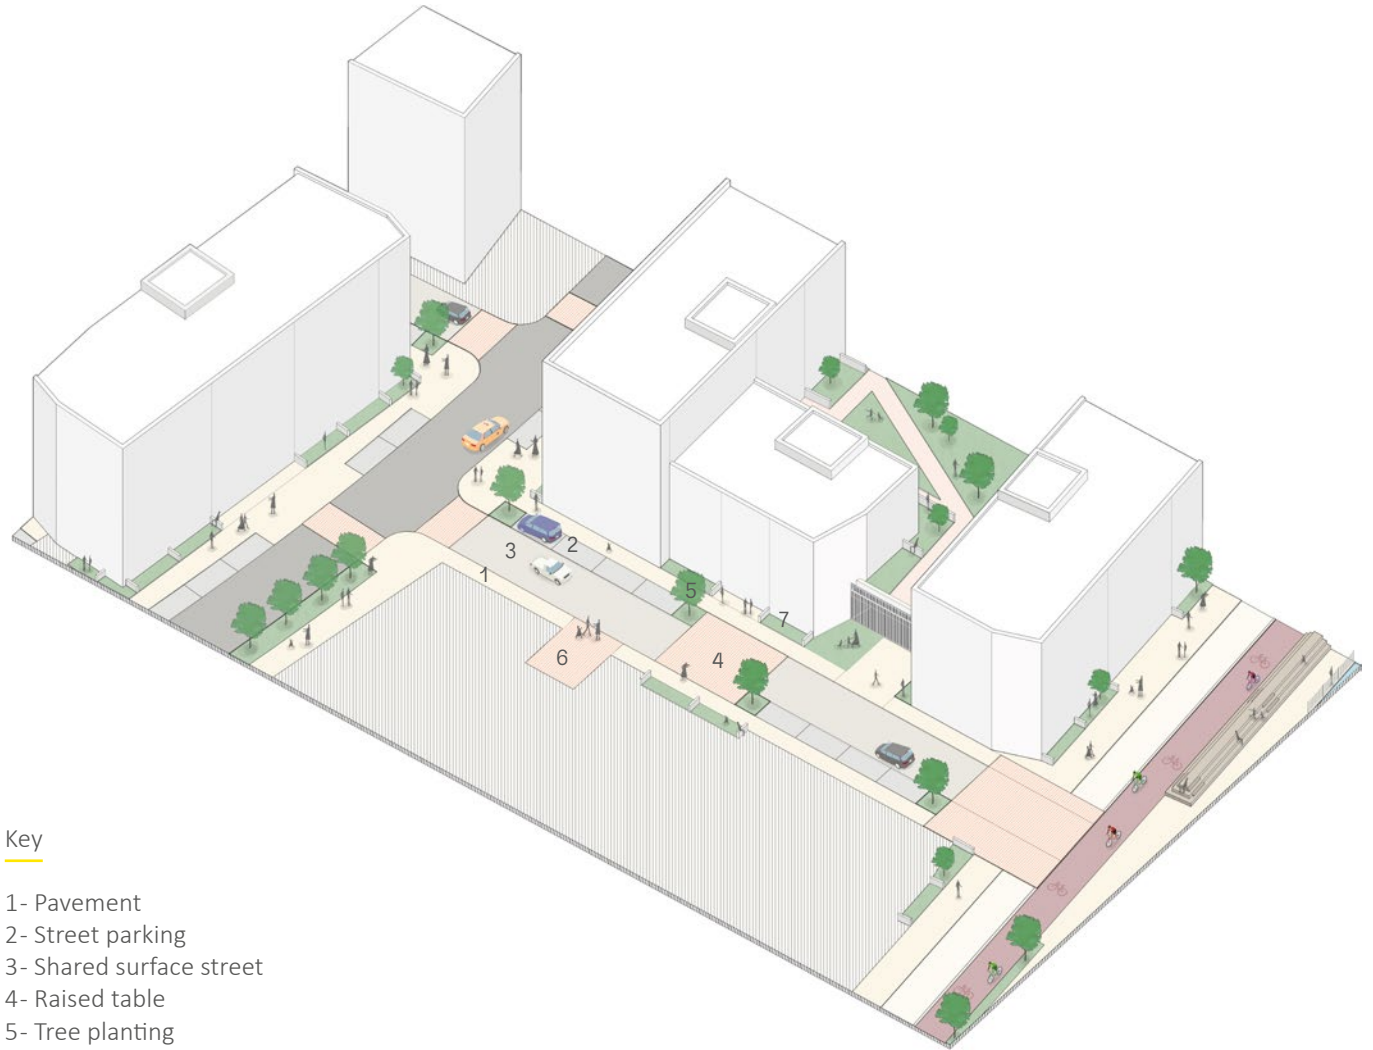 3
2
1
5
7
6
4
Key
1- Pavement
2- Street parking
3- Shared surface street
4- Raised table
5- Tree planting